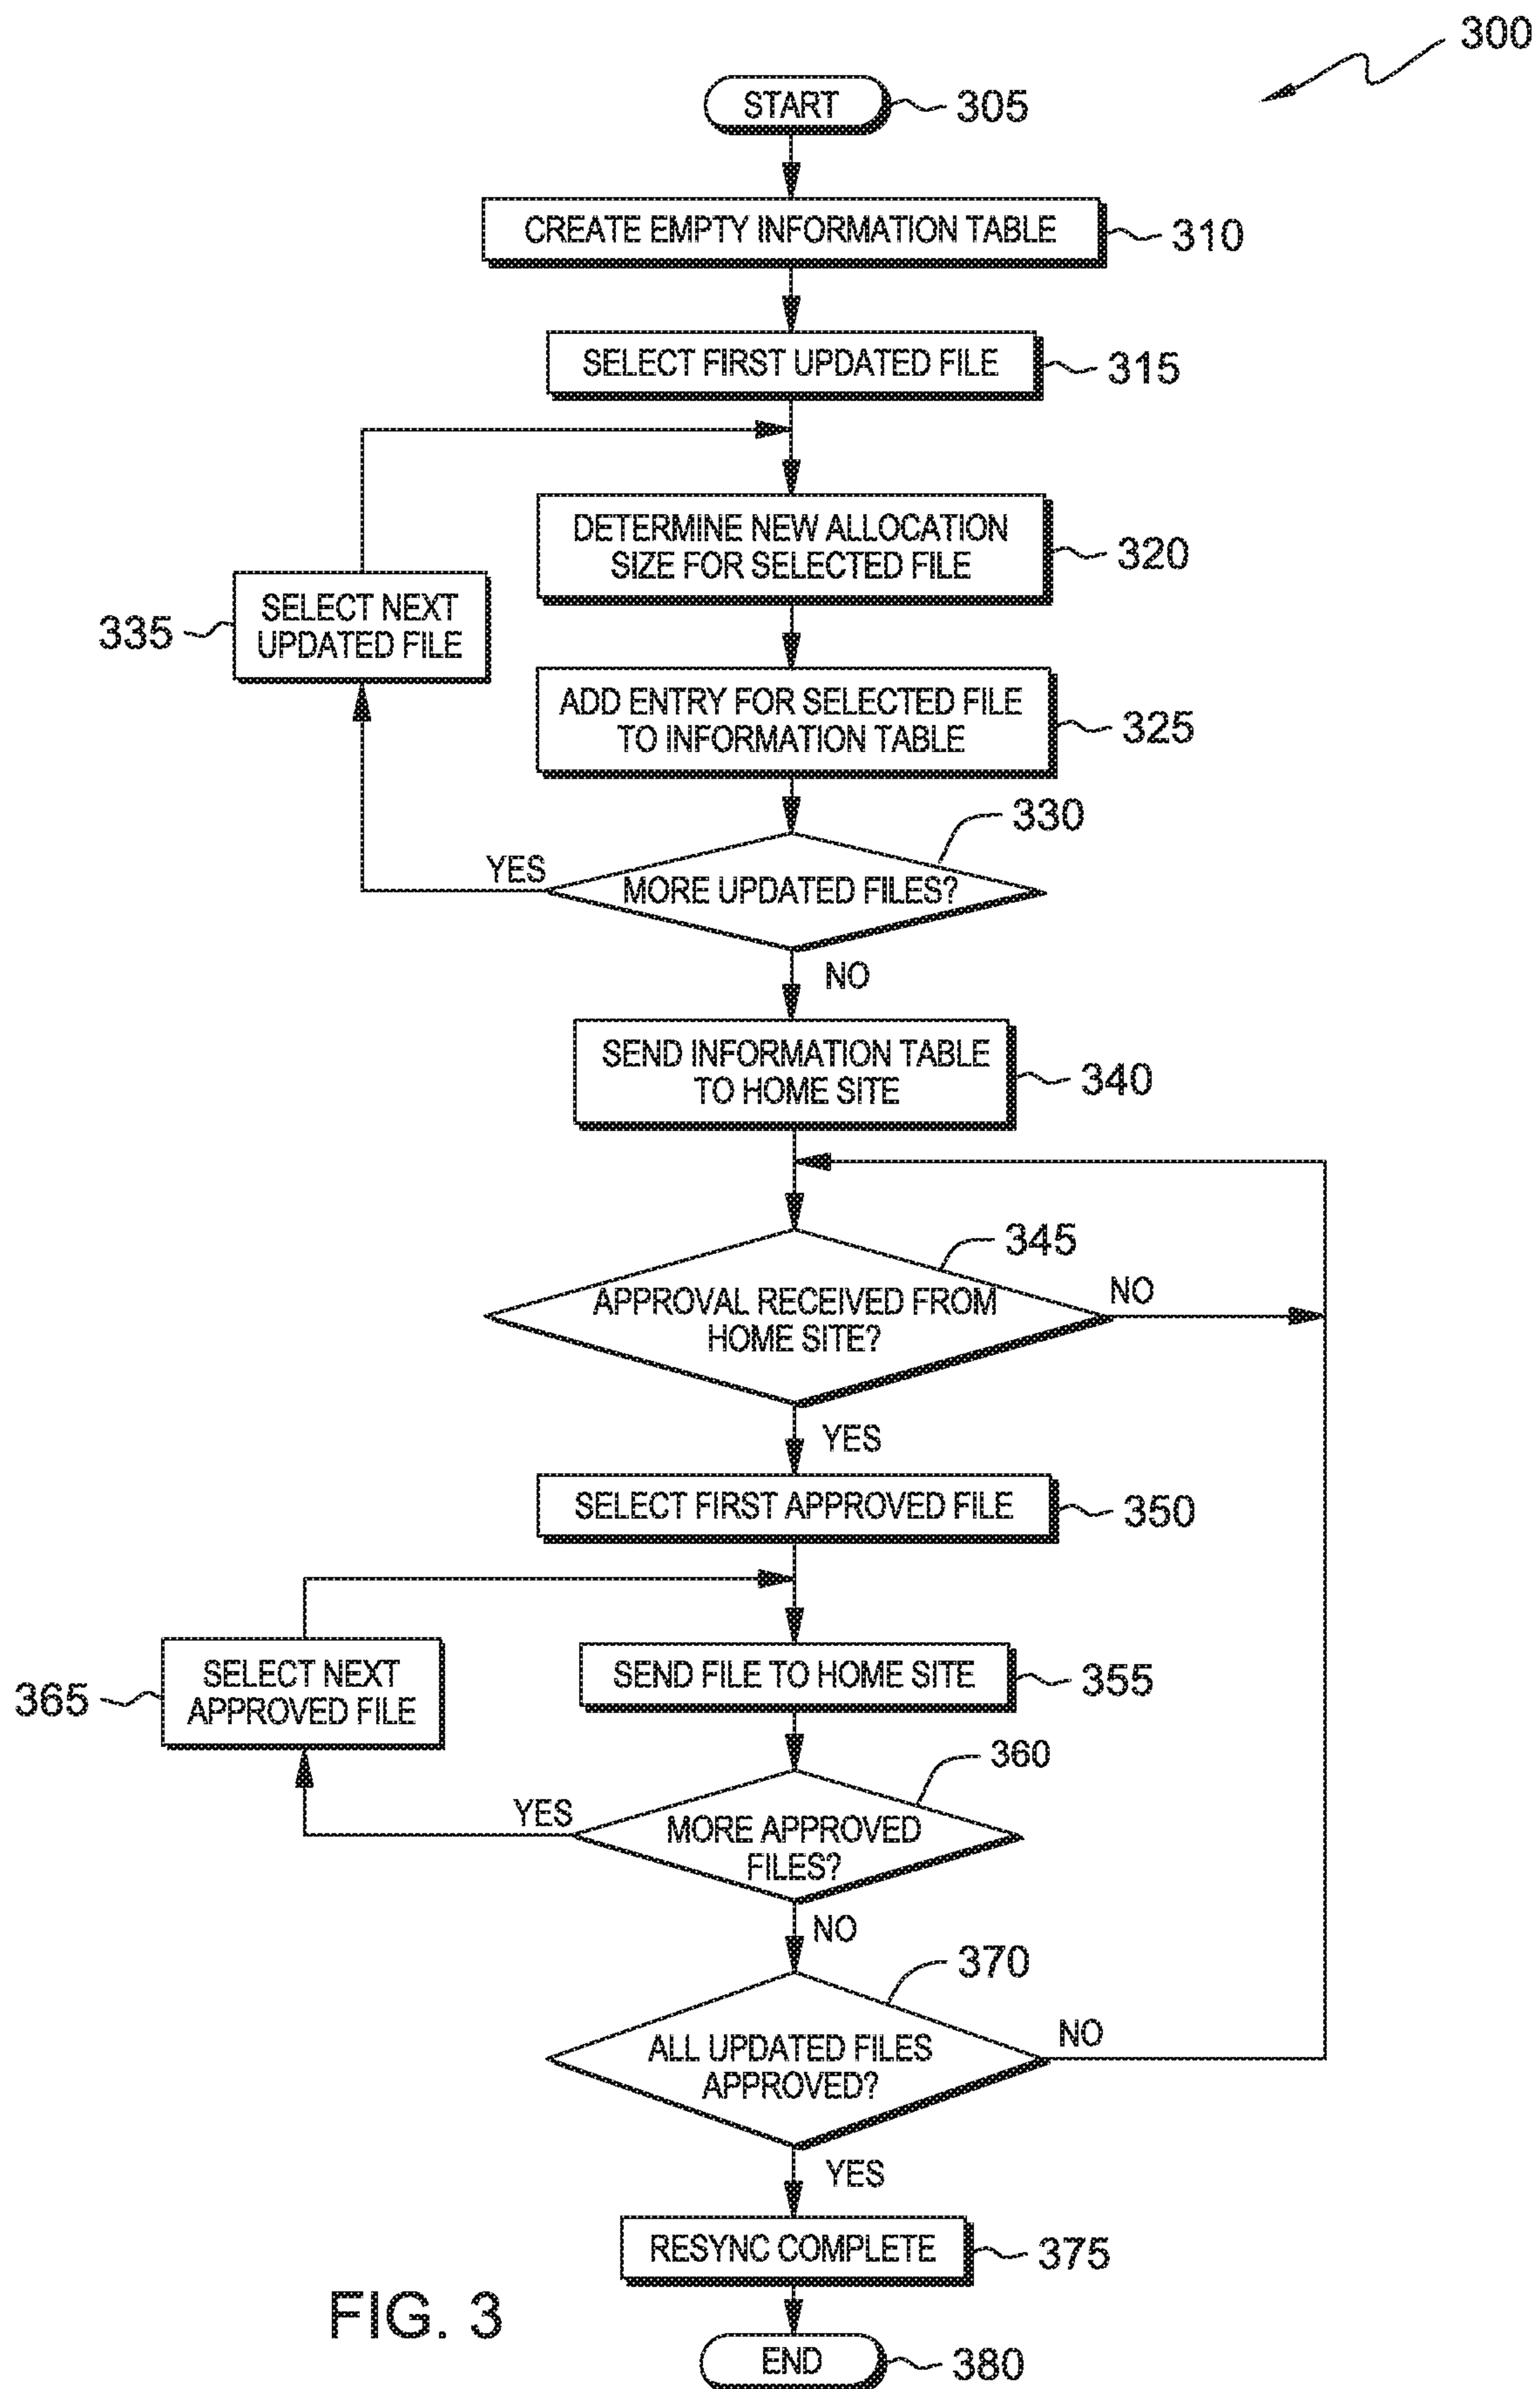 300
START
305
CREATE EMPTY INFORMATION TABLE
310
SELECT FIRST UPDATED FILE
315
DETERMINE NEW ALLOCATION
SIZE FOR SELECTED FILE
320
SELECT NEXT
UPDATED FILE
335
ADD ENTRY FOR SELECTED FILE
TO INFORMATION TABLE
325
330
YES
MORE UPDATED FILES?
NO
SEND INFORMATION TABLE
TO HOME SITE
340
345
APPROVAL RECEIVED FROM
HOME SITE?
NO
YES
SELECT FIRST APPROVED FILE
350
SELECT NEXT
APPROVED FILE
365
SEND FILE TO HOME SITE
355
360
YES
MORE APPROVED
FILES?
NO
370
ALL UPDATED FILES
APPROVED?
NO
YES
RESYNC COMPLETE
375
FIG. 3
END
380